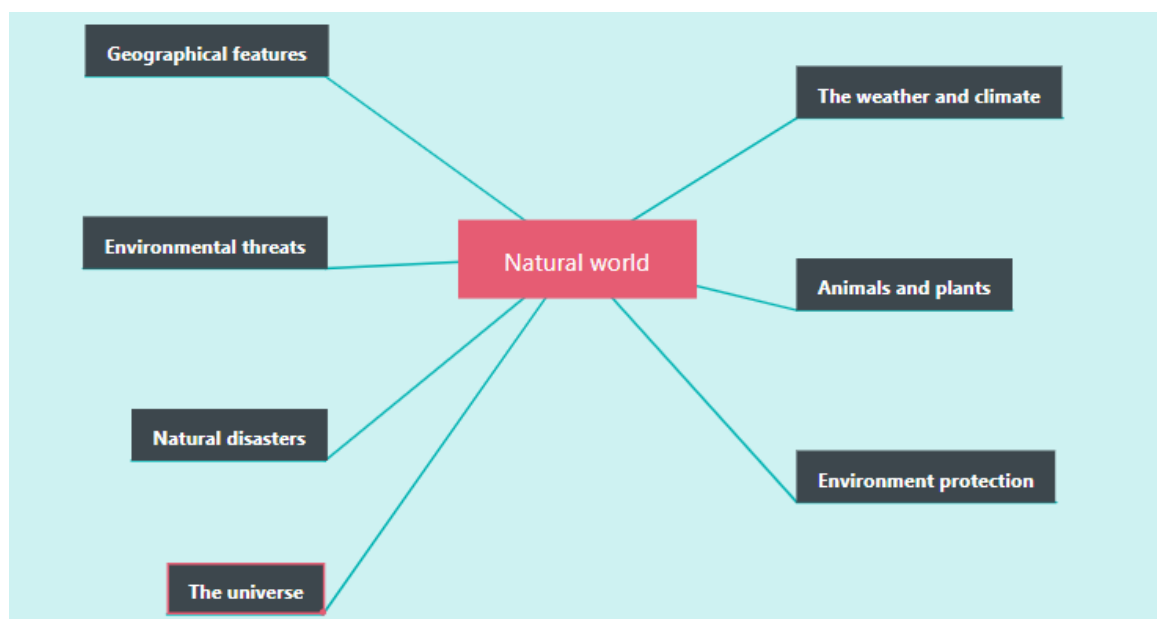 Geographical features
The weather and climate
Natural world
Environmental threats
Animals and plants
Natural disasters
Environment protection
The universe